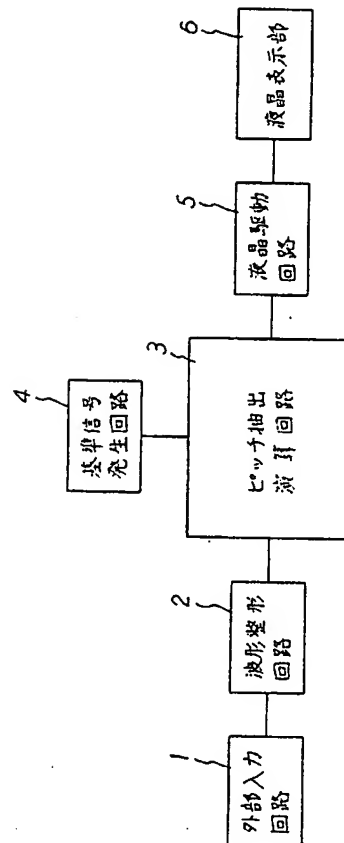 1
外部入力
回路
2
波形整形
回路
3
ピッチ抽出
演算回路
4
基準信号
発生回路
5
液晶駆動
回路
6
液晶表示部